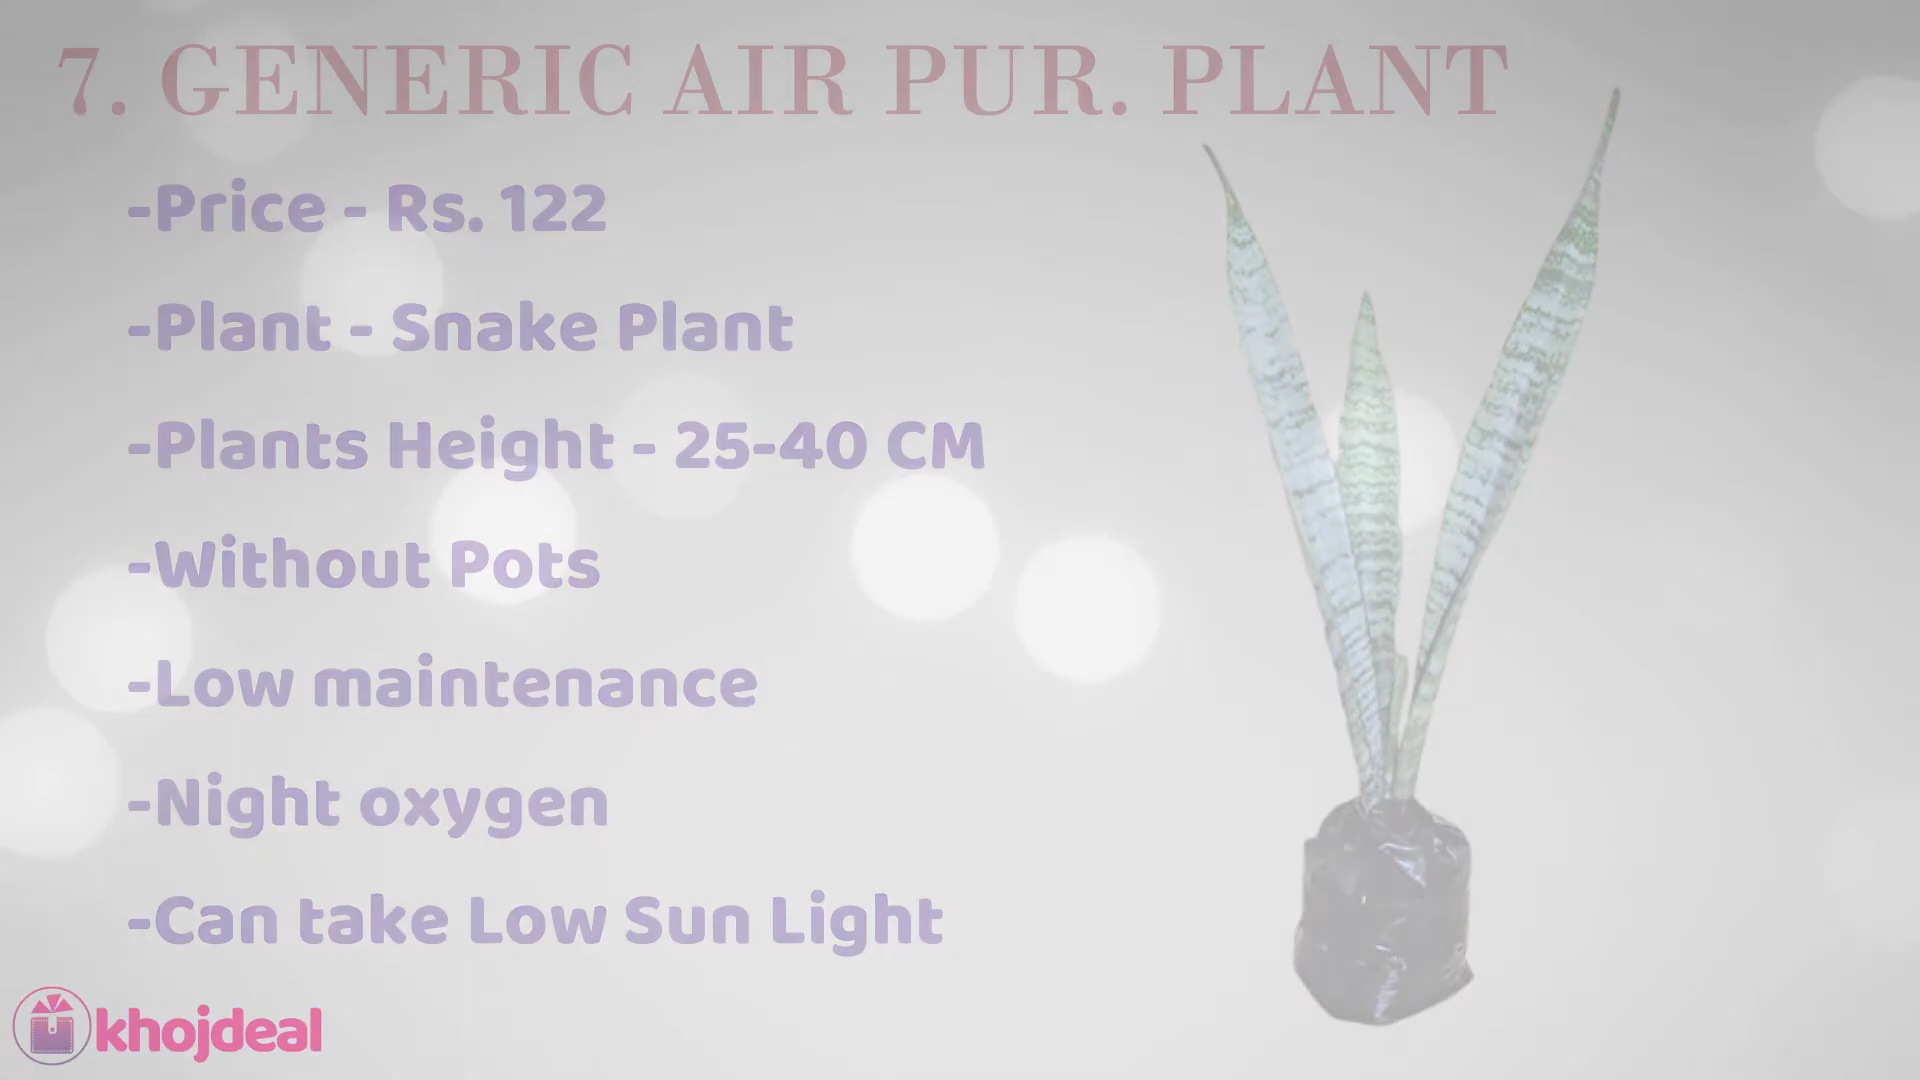 7. GENERIC AIR PUR. PLANT
-Price - Rs. 122
-Plant - Snake Plant
-Plants Height - 25-40 CM
-Without Pots
-Low maintenance
-Night oxygen
-Can take Low Sun Light
khojdeal